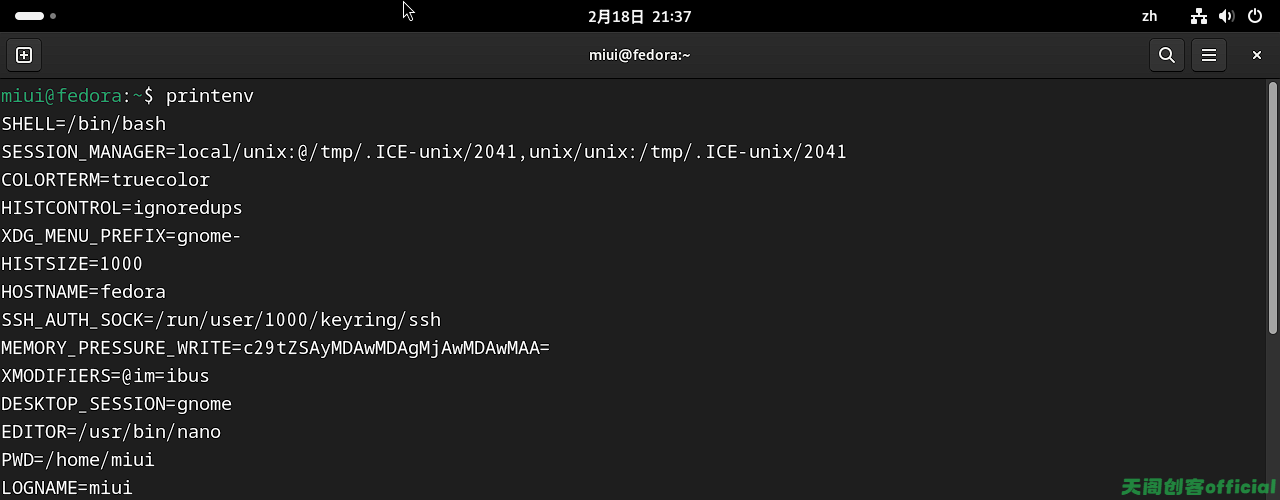 2月18日 21:37
zh
miui@fedora:~
miui@fedora:~$ printenv
SHELL=/bin/bash
SESSION_MANAGER=local/unix:@/tmp/.ICE-unix/2041,unix/unix:/tmp/.ICE-unix/2041
COLORTERM=truecolor
HISTCONTROL=ignoredups
XDG_MENU_PREFIX=gnome-
HISTSIZE=1000
HOSTNAME=fedora
SSH_AUTH_SOCK=/run/user/1000/keyring/ssh
MEMORY_PRESSURE_WRITE=c29tZSAyMDAwMDAgMjAwMDAwMAA=
XMODIFIERS=@im=ibus
DESKTOP_SESSION=gnome
EDITOR=/usr/bin/nano
PWD=/home/miui
LOGNAME=miui
天阁创客official